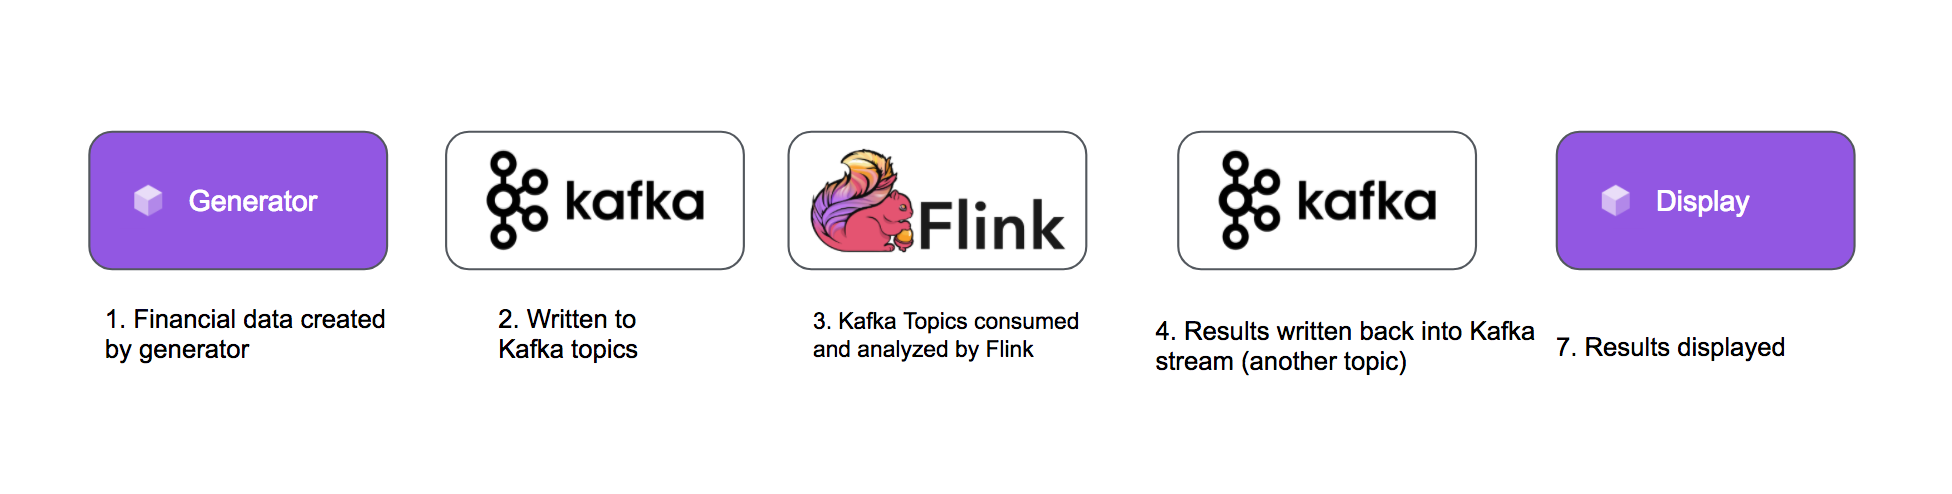 Generator
kafka
Flink
kafka
Display
1. Financial data created
by generator
2. Written to
Kafka topics
3. Kafka Topics consumed
and analyzed by Flink
4. Results written back into Kafka
stream (another topic)
7. Results displayed